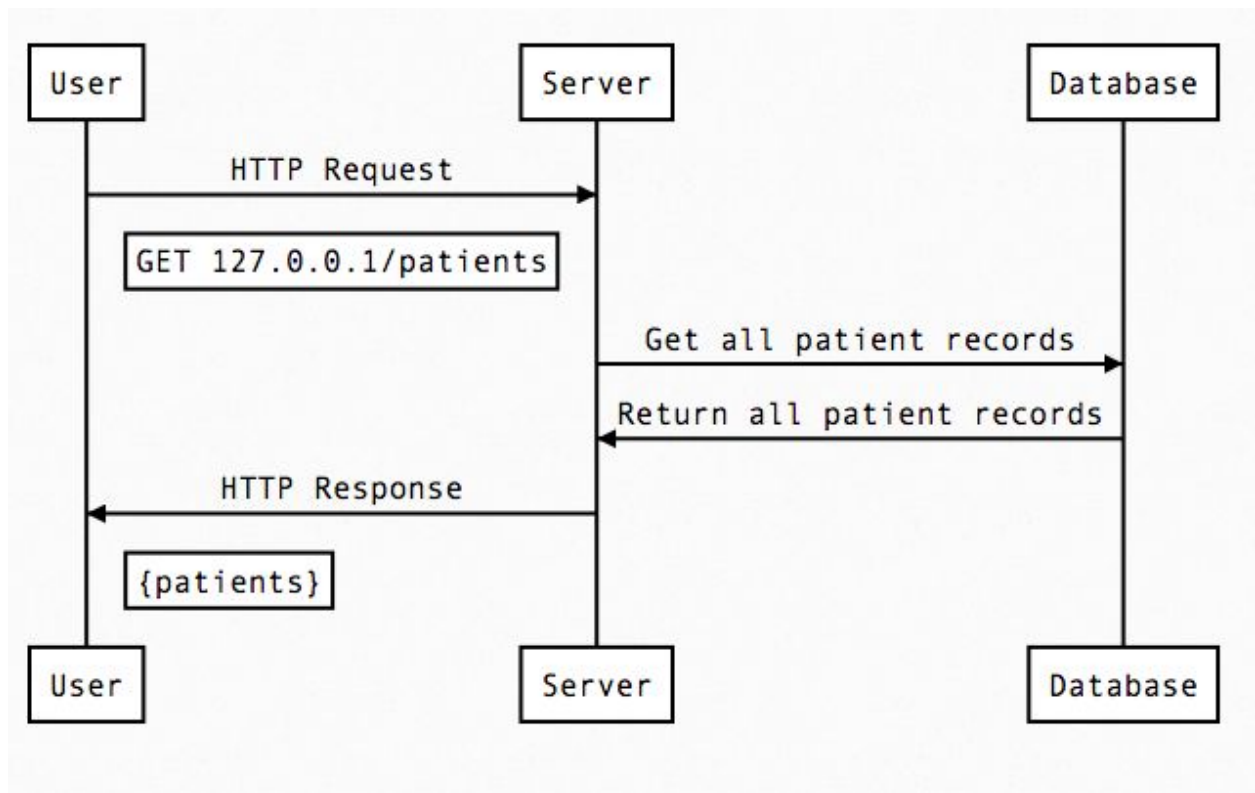 User
Server
Database
HTTP Request
GET 127.0.0.1/patients
Get all patient records
Return all patient records
HTTP Response
{patients}
User
Server
Database